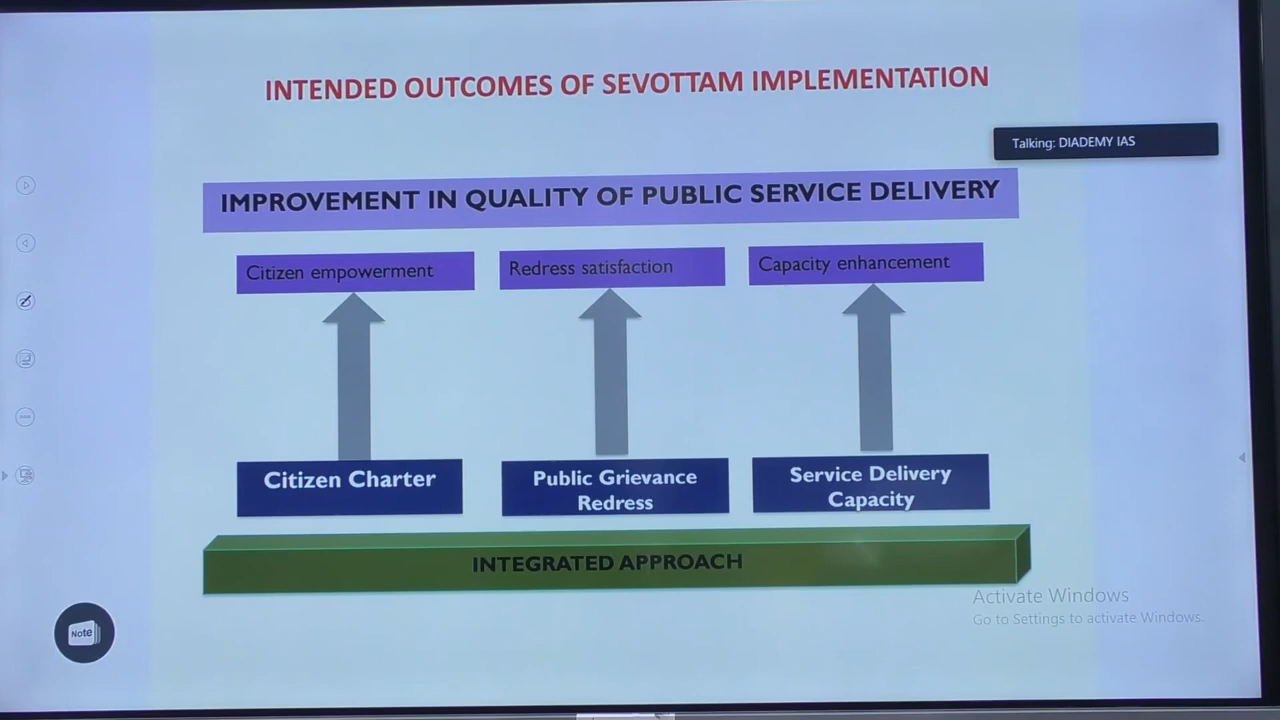 INTENDED OUTCOMES OF SEVOTTAM IMPLEMENTATION
Talking: DIADEMY IAS
IMPROVEMENT IN QUALITY OF PUBLIC SERVICE DELIVERY
Citizen empowerment
Redress satisfaction
Capacity enhancement
Citizen Charter
Public Grievance
Redress
Service Delivery
Capacity
INTEGRATED APPROACH
Activate Windows
Go to Settings to activate Windows.
Note